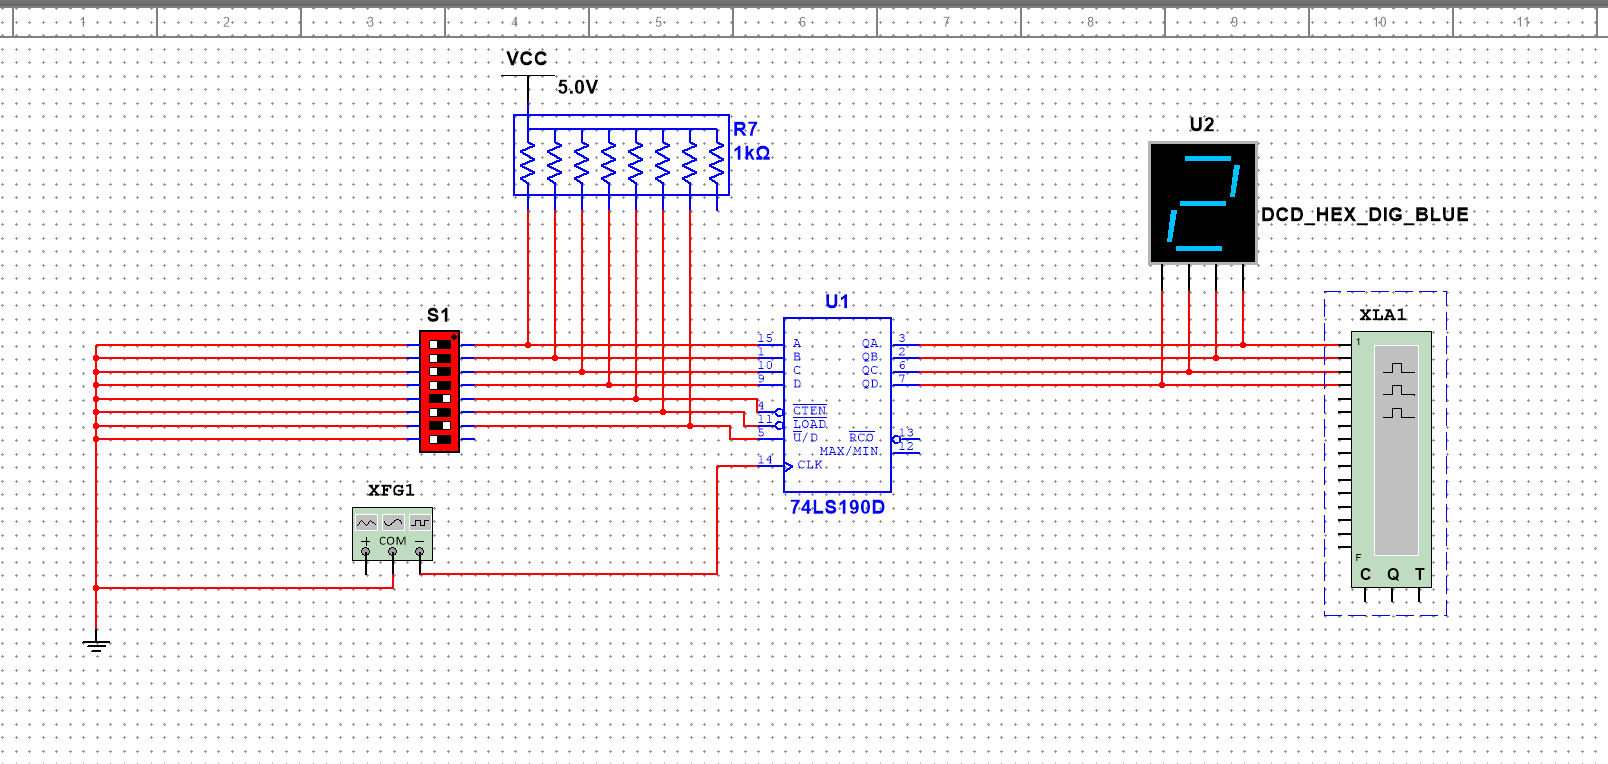 1 2 3 4 5 6 7 8 9 10 11
VCC
5.0V
R7
1kΩ
U2
DCD_HEX_DIG_BLUE
S1
U1
XLA1
15 A QA 3
1 B QB 2
10 C QC 6
9 D QD 7
4 CTEN
11 LOAD
5 U/D RCO 13
MAX/MIN 12
14 CLK
74LS190D
XFG1
+ COM −
1
F
C Q T